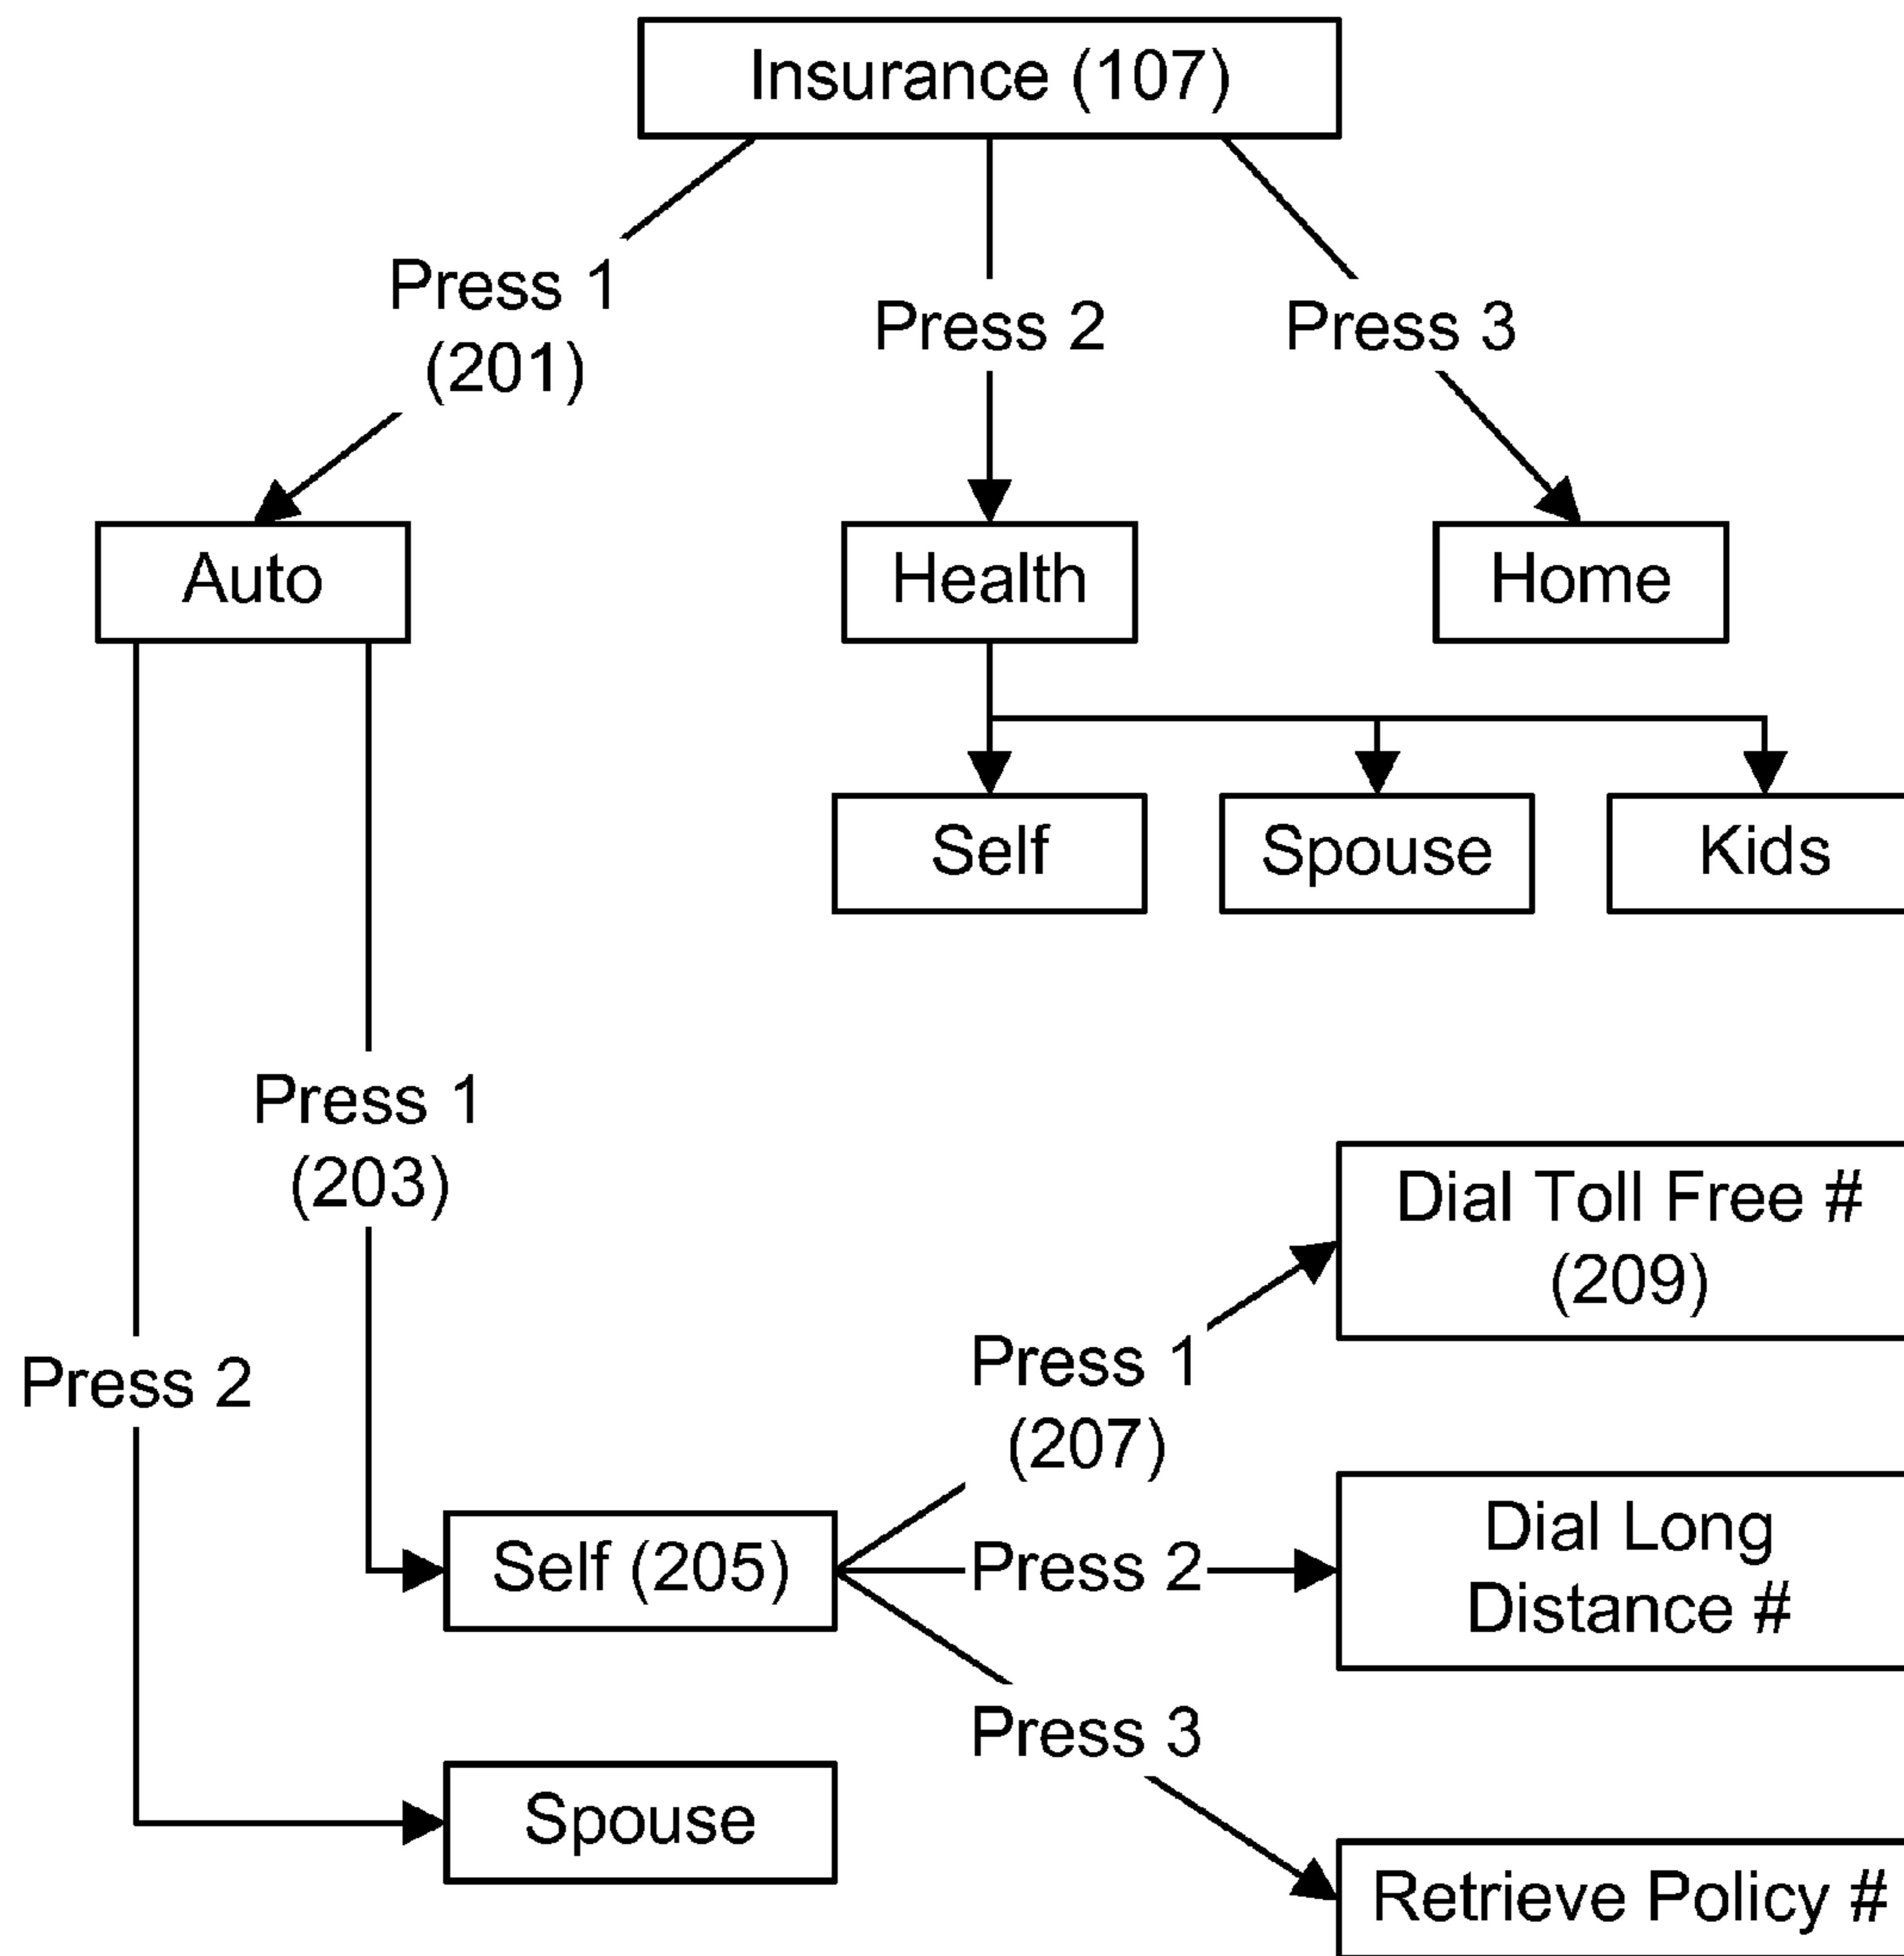 Insurance (107)
Press 1
(201)
Press 2
Press 3
Auto
Health
Home
Self
Spouse
Kids
Press 1
(203)
Dial Toll Free #
(209)
Press 1
(207)
Press 2
Self (205)
Press 2
Dial Long
Distance #
Press 3
Spouse
Retrieve Policy #